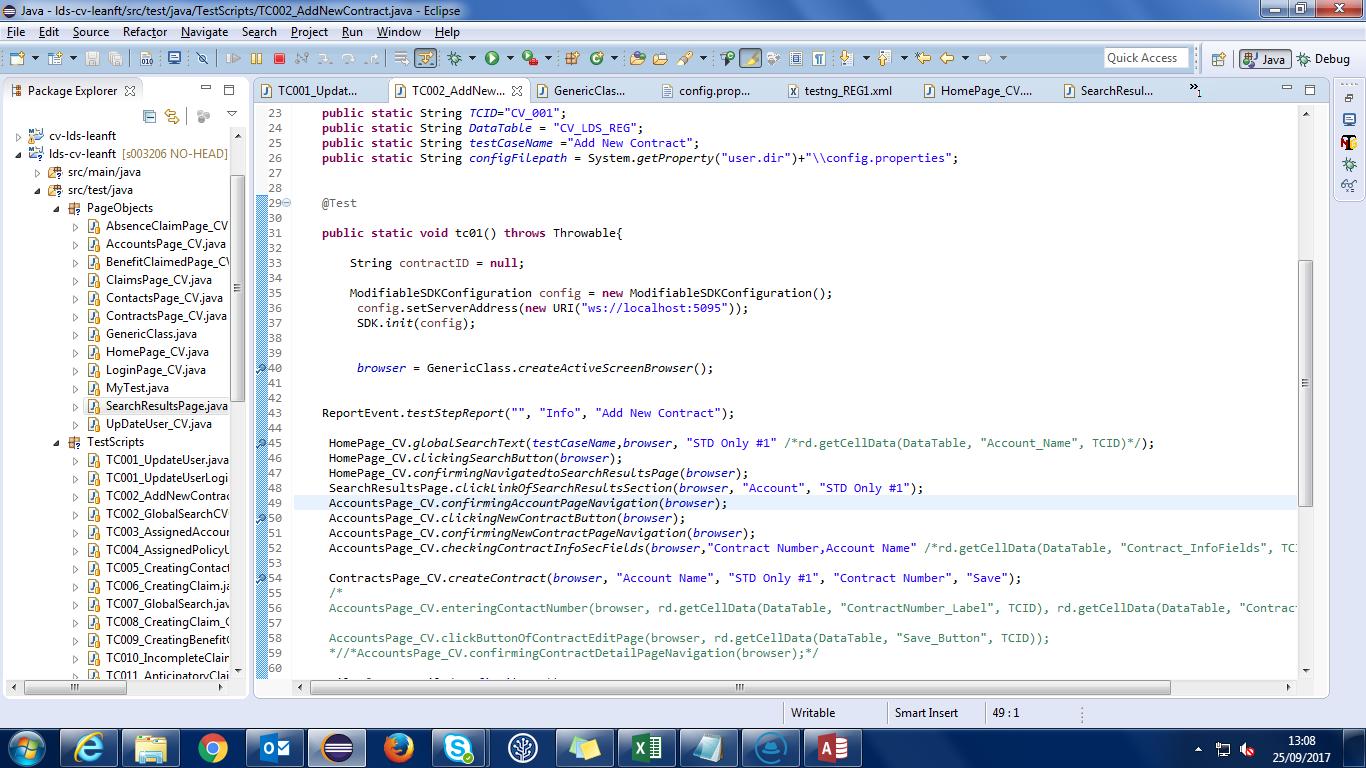 Java - lds-cv-leanft/src/test/java/TestScripts/TC002_AddNewContract.java - Eclipse
File Edit Source Refactor Navigate Search Project Run Window Help
Quick Access Java Debug
Package Explorer
cv-lds-leanft
lds-cv-leanft [s003206 NO-HEAD]
src/main/java
src/test/java
PageObjects
AbsenceClaimPage_CV
AccountsPage_CV.java
BenefitClaimedPage_CV
ClaimsPage_CV.java
ContactsPage_CV.java
ContractsPage_CV.java
GenericClass.java
HomePage_CV.java
LoginPage_CV.java
MyTest.java
SearchResultsPage.java
UpDateUser_CV.java
TestScripts
TC001_UpdateUser.java
TC001_UpdateUserLogi
TC002_AddNewContrac
TC002_GlobalSearchCV
TC003_AssignedAccour
TC004_AssignedPolicyU
TC005_CreatingContact
TC006_CreatingClaim.ja
TC007_GlobalSearch.jav
TC008_CreatingClaim_C
TC009_CreatingBenefitC
TC010_IncompleteClain
TC011_AnticipatoryClai
TC001_Updat... TC002_AddNew... GenericClas... config.prop... testng_REG1.xml HomePage_CV.... SearchResul... »1
23 public static String TCID="CV_001";
24 public static String DataTable = "CV_LDS_REG";
25 public static String testCaseName ="Add New Contract";
26 public static String configFilepath = System.getProperty("user.dir")+"\\config.properties";
27
28
29 @Test
30
31 public static void tc01() throws Throwable{
32
33 String contractID = null;
34
35 ModifiableSDKConfiguration config = new ModifiableSDKConfiguration();
36 config.setServerAddress(new URI("ws://localhost:5095"));
37 SDK.init(config);
38
39
40 browser = GenericClass.createActiveScreenBrowser();
41
42
43 ReportEvent.testStepReport("", "Info", "Add New Contract");
44
45 HomePage_CV.globalSearchText(testCaseName,browser, "STD Only #1" /*rd.getCellData(DataTable, "Account_Name", TCID)*/);
46 HomePage_CV.clickingSearchButton(browser);
47 HomePage_CV.confirmingNavigatedtoSearchResultsPage(browser);
48 SearchResultsPage.clickLinkOfSearchResultsSection(browser, "Account", "STD Only #1");
49 AccountsPage_CV.confirmingAccountPageNavigation(browser);
50 AccountsPage_CV.clickingNewContractButton(browser);
51 AccountsPage_CV.confirmingNewContractPageNavigation(browser);
52 AccountsPage_CV.checkingContractInfoSecFields(browser,"Contract Number,Account Name" /*rd.getCellData(DataTable, "Contract_InfoFields", TCI
53
54 ContractsPage_CV.createContract(browser, "Account Name", "STD Only #1", "Contract Number", "Save");
55 /*
56 AccountsPage_CV.enteringContactNumber(browser, rd.getCellData(DataTable, "ContractNumber_Label", TCID), rd.getCellData(DataTable, "Contrac
57
58 AccountsPage_CV.clickButtonOfContractEditPage(browser, rd.getCellData(DataTable, "Save_Button", TCID));
59 *//*AccountsPage_CV.confirmingContractDetailPageNavigation(browser);*/
60
Writable Smart Insert 49 : 1
13:08
25/09/2017